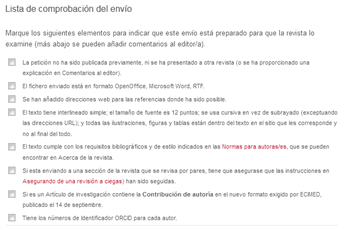 Lista de comprobación del envío
Marque los siguientes elementos para indicar que este envío está preparado para que la revista lo
examine (más abajo se pueden añadir comentarios al editor/a).
La petición no ha sido publicada previamente, ni se ha presentado a otra revista (o se ha proporcionado una
explicación en Comentarios al editor).
El fichero enviado está en formato OpenOffice, Microsoft Word, RTF.
Se han añadido direcciones web para las referencias donde ha sido posible.
El texto tiene interlineado simple; el tamaño de fuente es 12 puntos; se usa cursiva en vez de subrayado (exceptuando
las direcciones URL); y todas las ilustraciones, figuras y tablas están dentro del texto en el sitio que les corresponde y
no al final del todo.
El texto cumple con los requisitos bibliográficos y de estilo indicados en las Normas para autoras/es, que se pueden
encontrar en Acerca de la revista.
Si esta enviando a una sección de la revista que se revisa por pares, tiene que asegurase que las instrucciones en
Asegurando de una revisión a ciegas) han sido seguidas.
Si es un Artículo de investigación contiene la Contribución de autoría en el nuevo formato exigido por ECIMED,
publicado el 14 de septiembre.
Tiene los números de Identificador ORCID para cada autor.